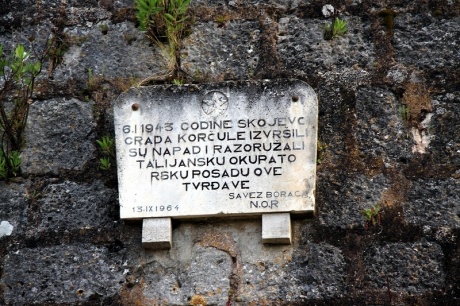 6.I 1943 GODINE SKOJEVCI
GRADA KORČULE IZVRŠILI
SU NAPAD I RAZORUŽALI
TALIJANSKU OKUPATO
RSKU POSADU OVE
TVRĐAVE
SAVEZ BORACA
13.IX 1964 N.O.R